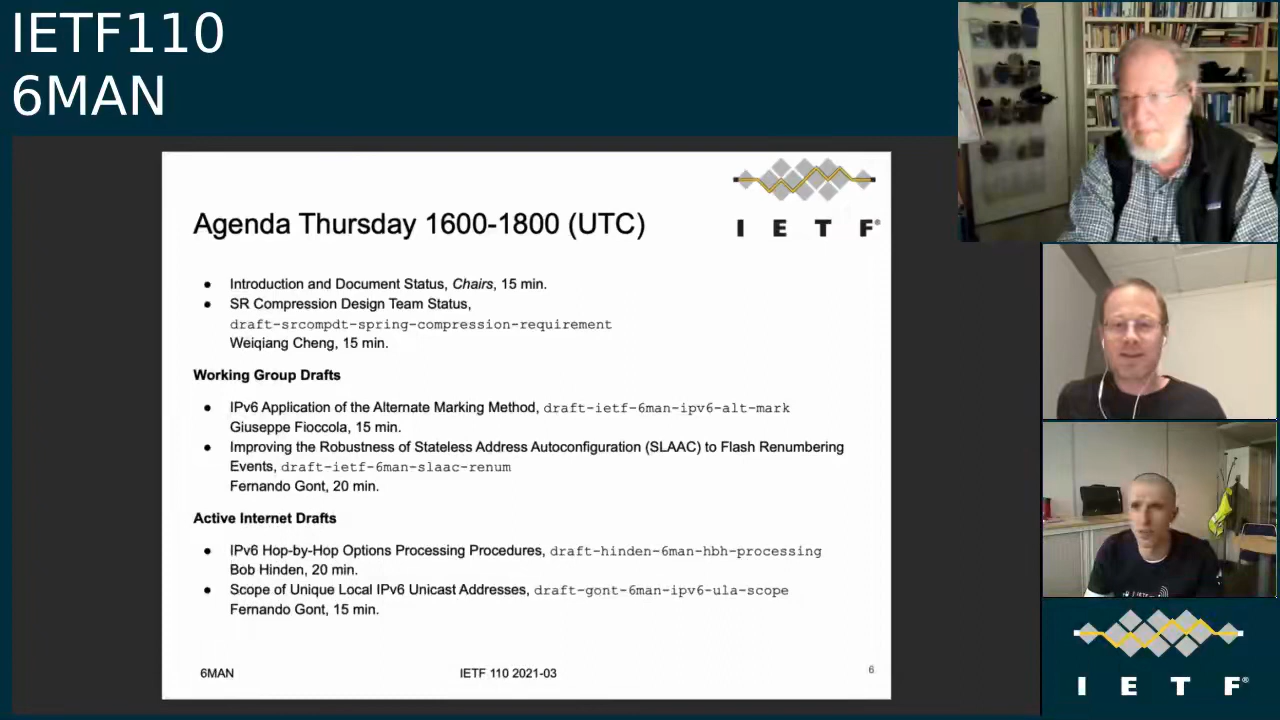 IETF110
6MAN
I E T F®
Agenda Thursday 1600-1800 (UTC)
● Introduction and Document Status, Chairs, 15 min.
● SR Compression Design Team Status,
draft-srcompdt-spring-compression-requirement
Weiqiang Cheng, 15 min.
Working Group Drafts
● IPv6 Application of the Alternate Marking Method, draft-ietf-6man-ipv6-alt-mark
Giuseppe Fioccola, 15 min.
● Improving the Robustness of Stateless Address Autoconfiguration (SLAAC) to Flash Renumbering
Events, draft-ietf-6man-slaac-renum
Fernando Gont, 20 min.
Active Internet Drafts
● IPv6 Hop-by-Hop Options Processing Procedures, draft-hinden-6man-hbh-processing
Bob Hinden, 20 min.
● Scope of Unique Local IPv6 Unicast Addresses, draft-gont-6man-ipv6-ula-scope
Fernando Gont, 15 min.
6MAN IETF 110 2021-03 6
I E T F®